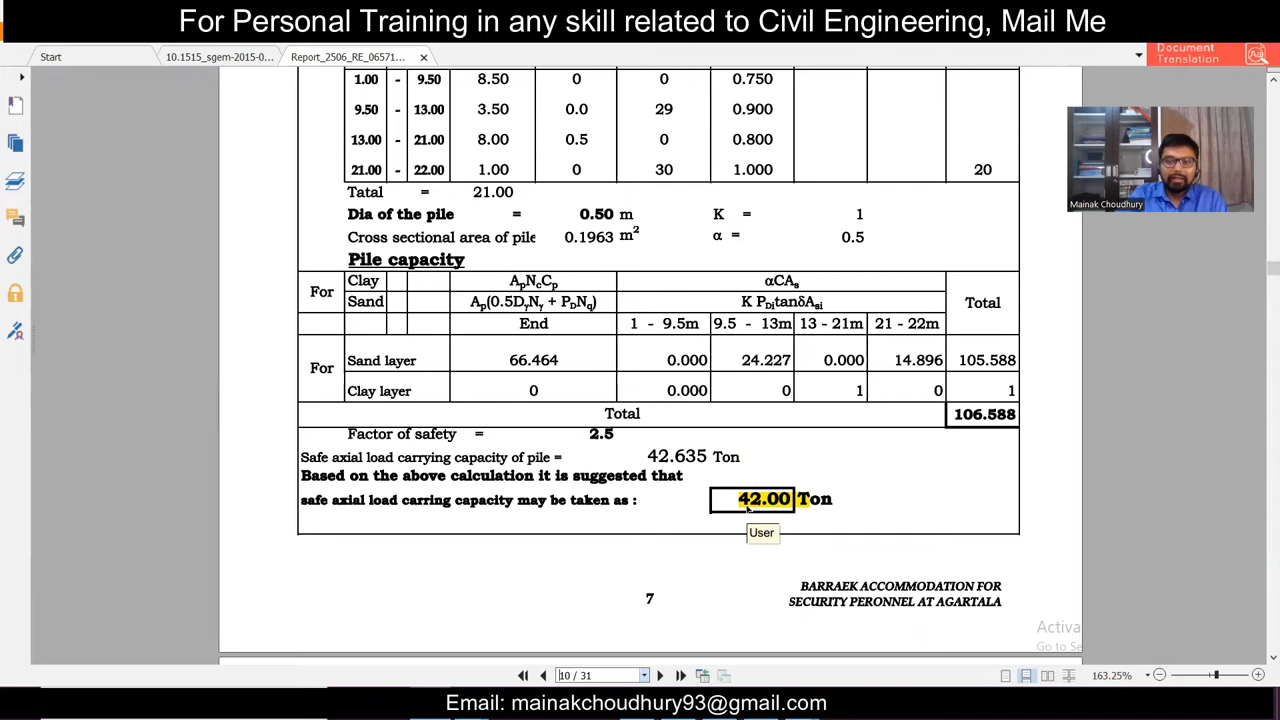 For Personal Training in any skill related to Civil Engineering, Mail Me
Start
10.1515_sgem-2015-0...
Report_2506_RE_06571...
Document
Translation
1.00 - 9.50 8.50 0 0 0.750
9.50 - 13.00 3.50 0.0 29 0.900
13.00 - 21.00 8.00 0.5 0 0.800
21.00 - 22.00 1.00 0 30 1.000 20
Tatal = 21.00
Dia of the pile = 0.50 m K = 1
Cross sectional area of pile 0.1963 m² α = 0.5
Pile capacity
For Clay ApNcCp αCAs Total
Sand Ap(0.5DγNγ + PDNq) K PDitanδAsi
End 1 - 9.5m 9.5 - 13m 13 - 21m 21 - 22m
For Sand layer 66.464 0.000 24.227 0.000 14.896 105.588
Clay layer 0 0.000 0 1 0 1
Total 106.588
Factor of safety = 2.5
Safe axial load carrying capacity of pile = 42.635 Ton
Based on the above calculation it is suggested that
safe axial load carring capacity may be taken as : 42.00 Ton
User
7
BARRAEK ACCOMMODATION FOR
SECURITY PERONNEL AT AGARTALA
Mainak Choudhury
Activa
Go to Se
10 / 31
163.25%
Email: mainakchoudhury93@gmail.com